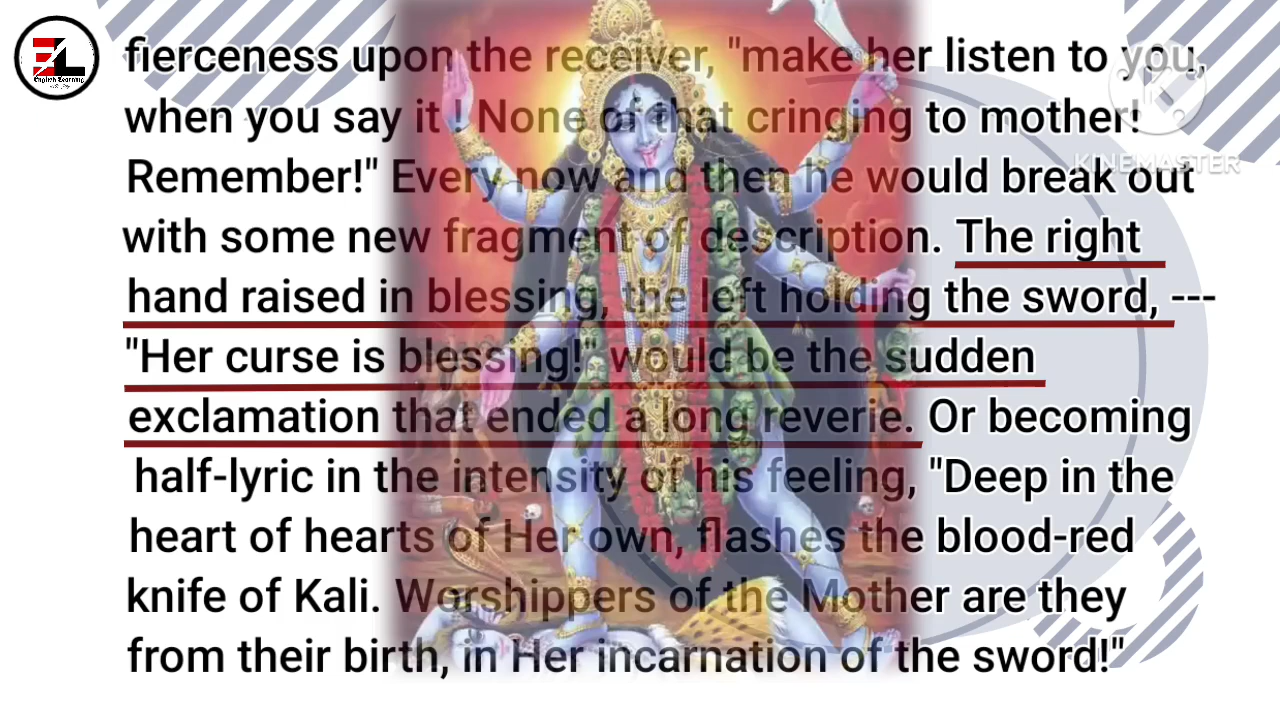 EL
English Learning
fierceness upon the receiver, "make her listen to you,
when you say it ! None of that cringing to mother!
Remember!" Every now and then he would break out
KINEMASTER
with some new fragment of description. The right
hand raised in blessing, the left holding the sword, ---
"Her curse is blessing!" would be the sudden
exclamation that ended a long reverie. Or becoming
half-lyric in the intensity of his feeling, "Deep in the
heart of hearts of Her own, flashes the blood-red
knife of Kali. Worshippers of the Mother are they
from their birth, in Her incarnation of the sword!"